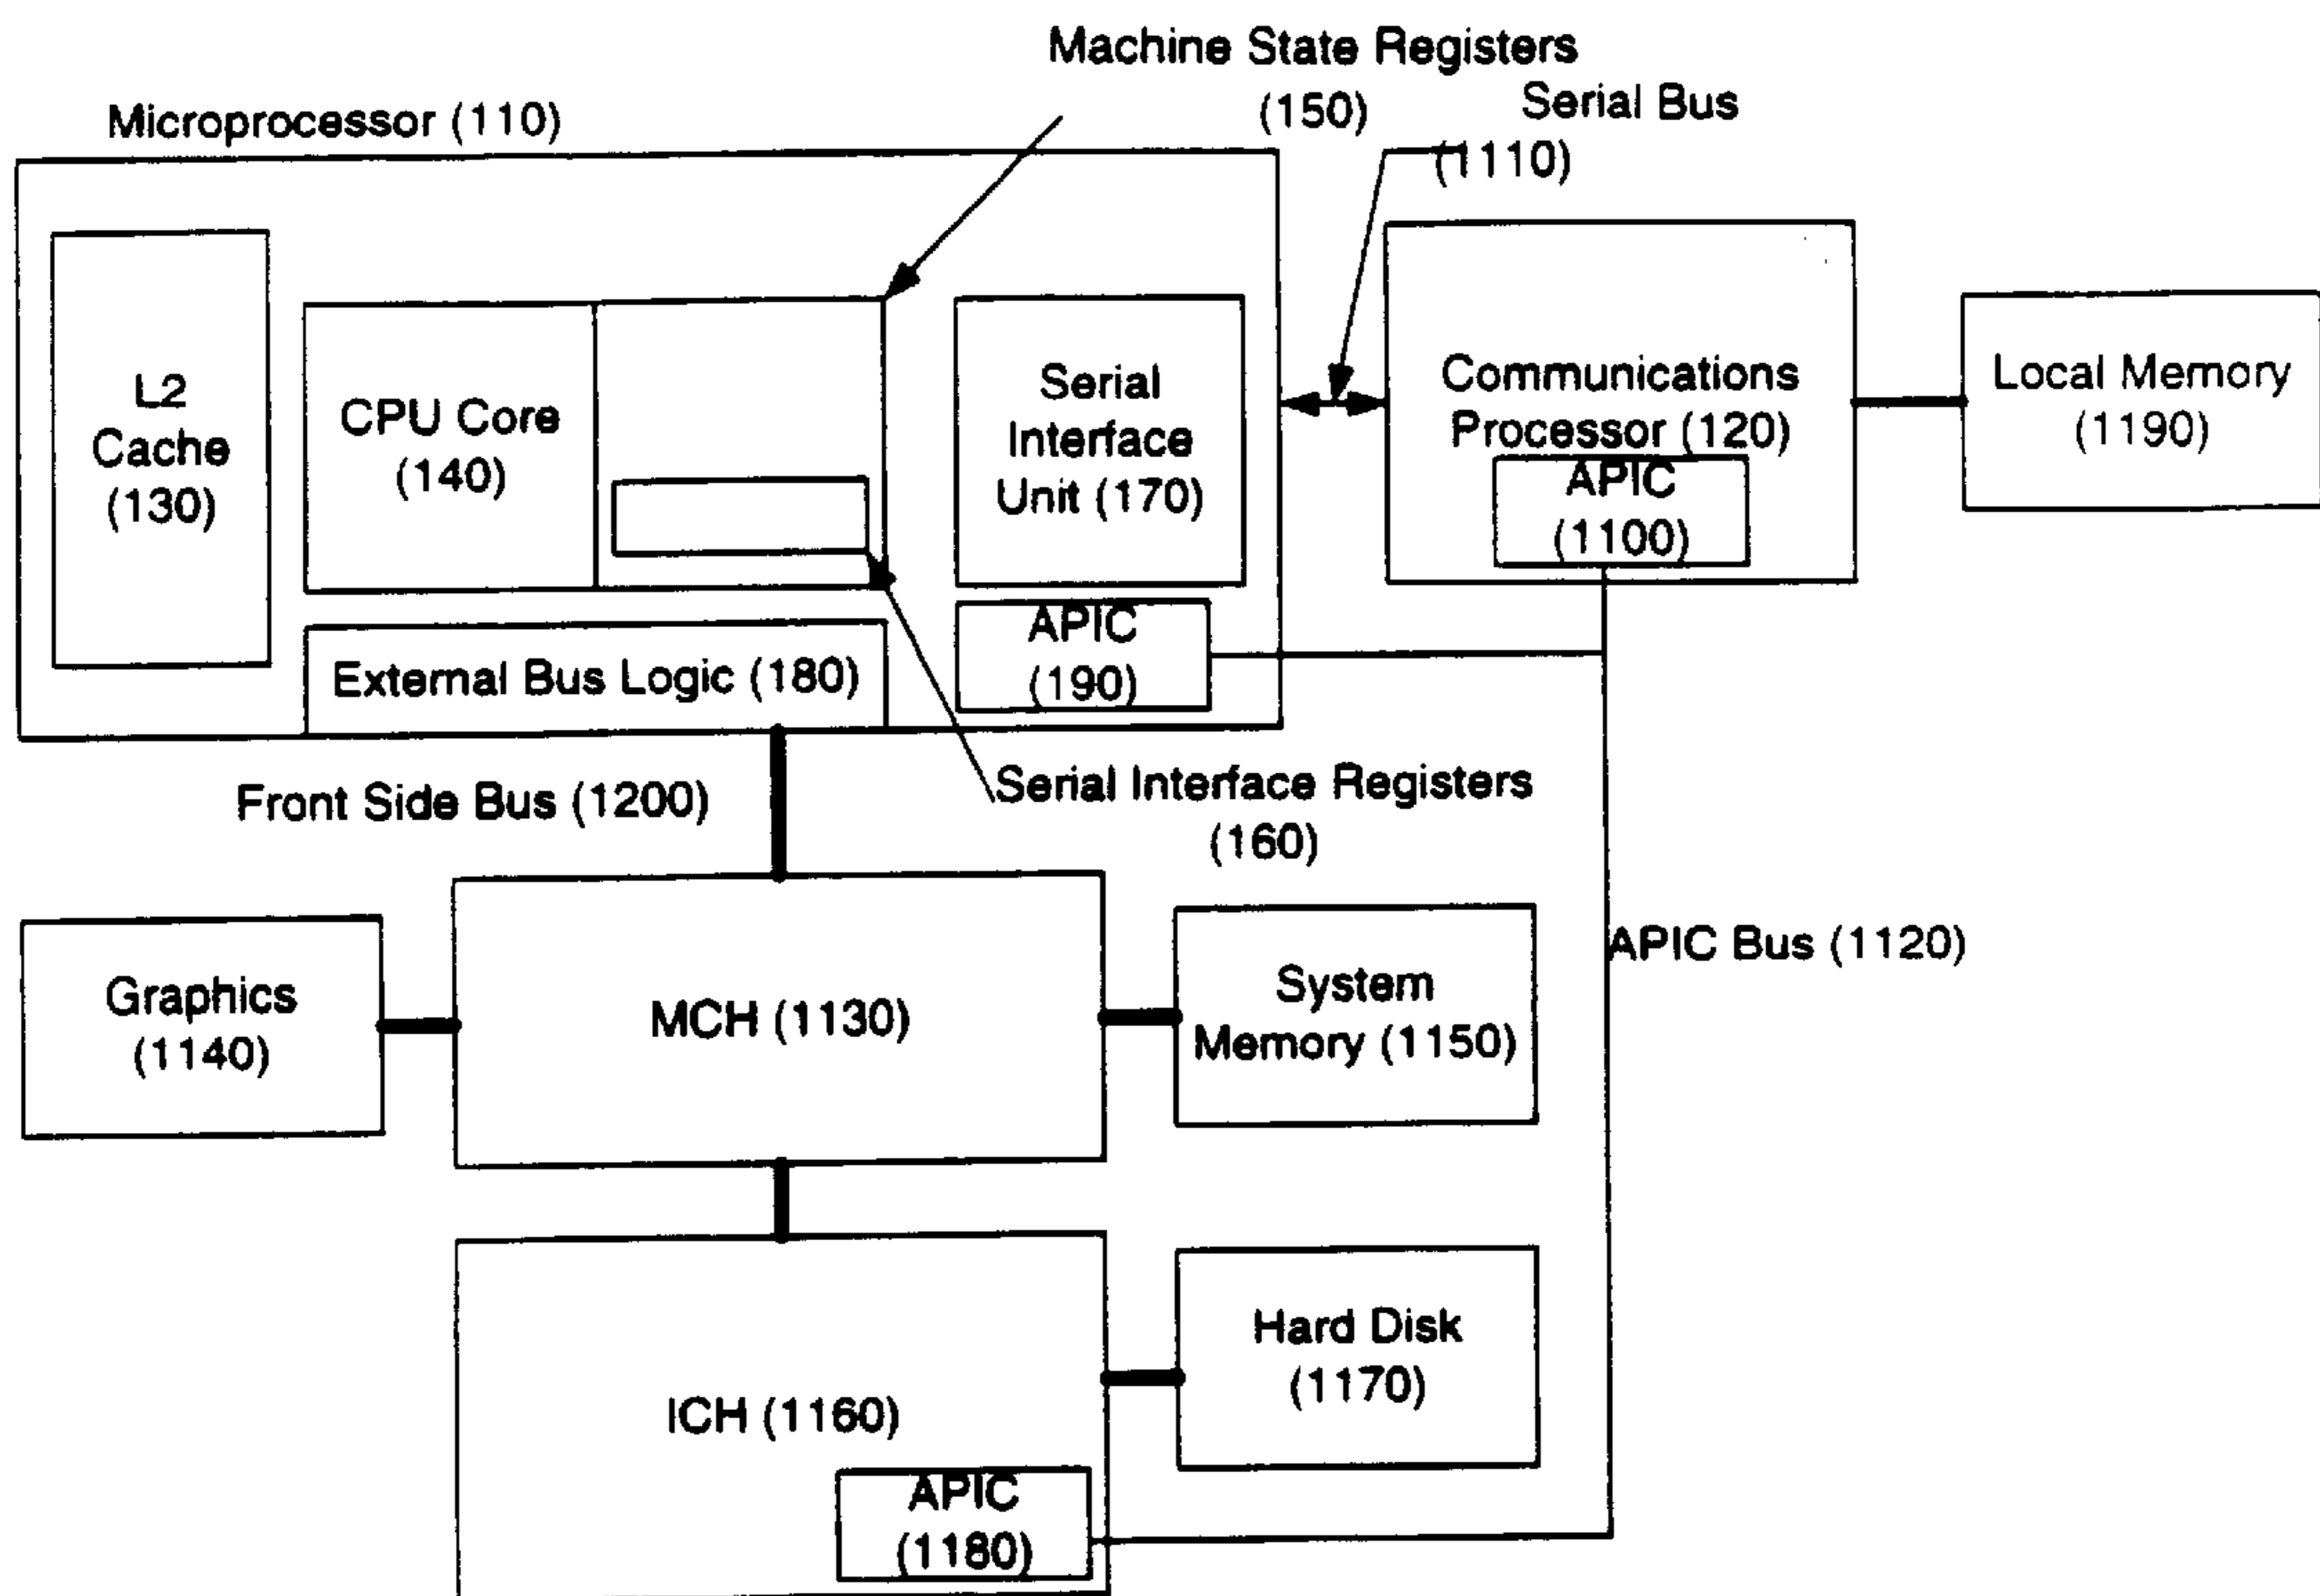 Machine State Registers
(150)
Serial Bus
(1110)
Microprocessor (110)
L2
Cache
(130)
CPU Core
(140)
Serial
Interface
Unit (170)
Communications
Processor (120)
APIC
(1100)
Local Memory
(1190)
External Bus Logic (180)
APIC
(190)
Front Side Bus (1200)
Serial Interface Registers
(160)
APIC Bus (1120)
Graphics
(1140)
MCH (1130)
System
Memory (1150)
Hard Disk
(1170)
ICH (1160)
APIC
(1180)